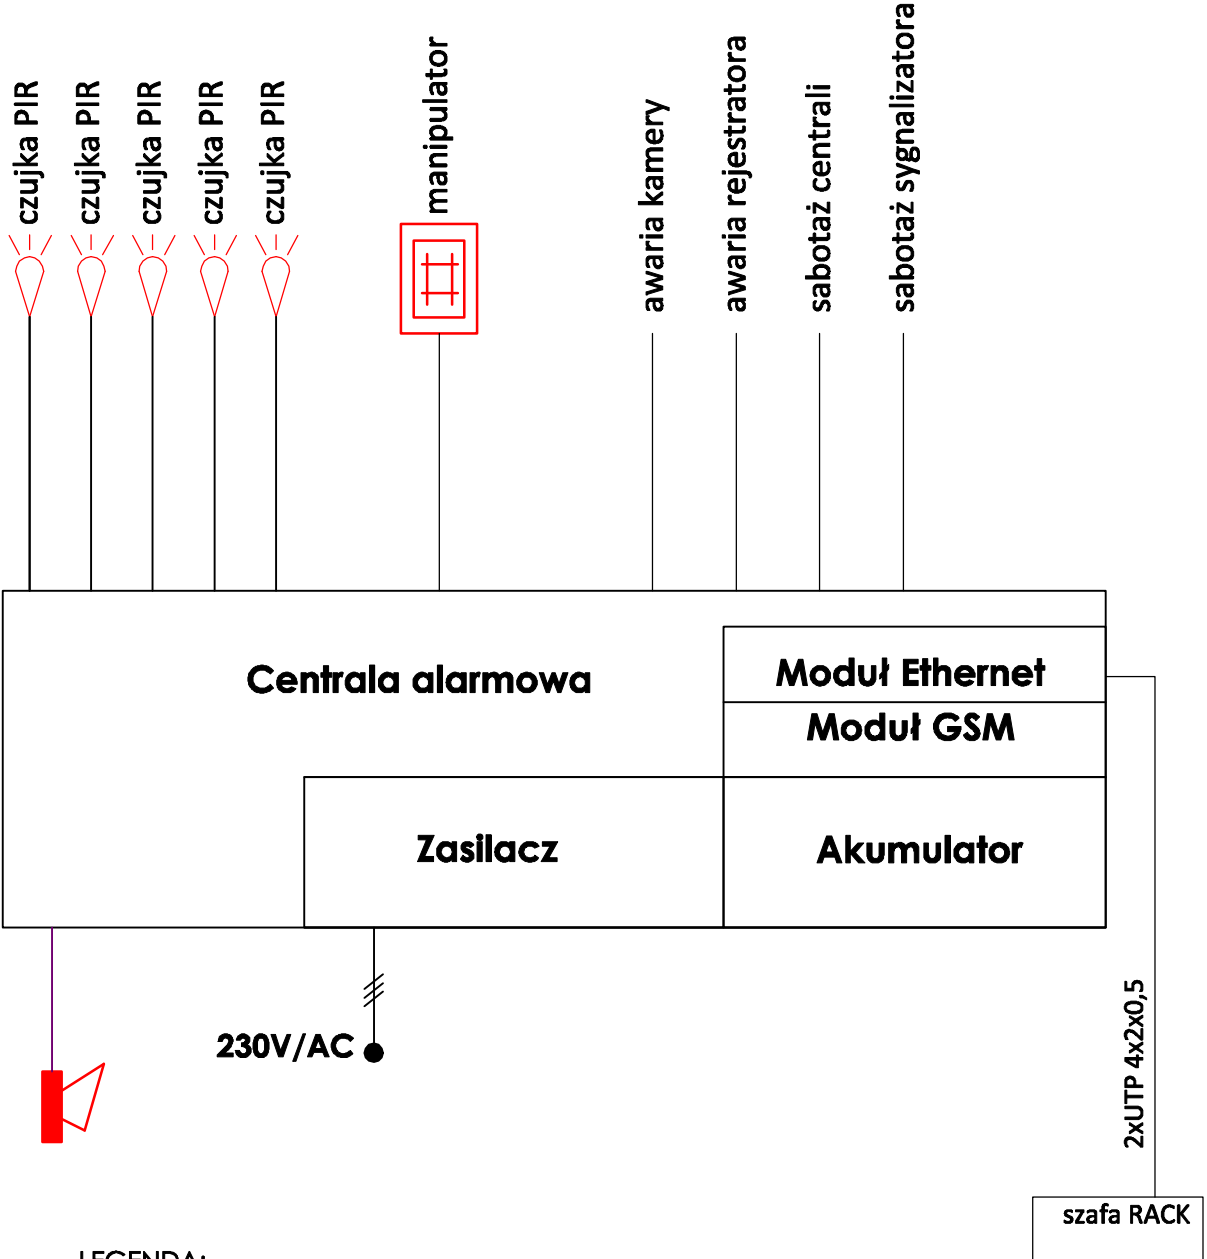 czujka PIR
czujka PIR
czujka PIR
czujka PIR
czujka PIR
manipulator
awaria kamery
awaria rejestratora
sabotaż centrali
sabotaż sygnalizatora
Centrala alarmowa
Moduł Ethernet
Moduł GSM
Zasilacz
Akumulator
230V/AC
2xUTP 4x2x0,5
szafa RACK
LEGENDA: